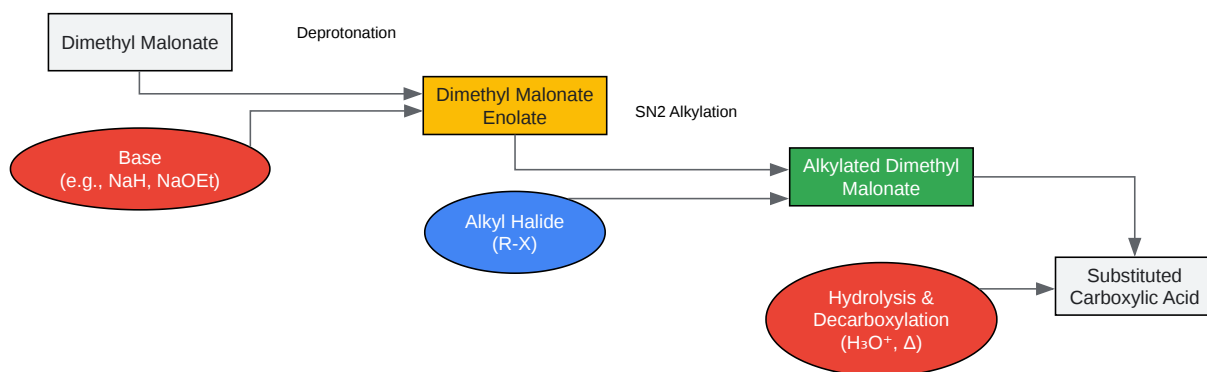 Dimethyl Malonate
Deprotonation
Dimethyl Malonate
Enolate
SN2 Alkylation
Base
(e.g., NaH, NaOEt)
Alkylated Dimethyl
Malonate
Alkyl Halide
(R-X)
Substituted
Carboxylic Acid
Hydrolysis &
Decarboxylation
(H₃O⁺, Δ)